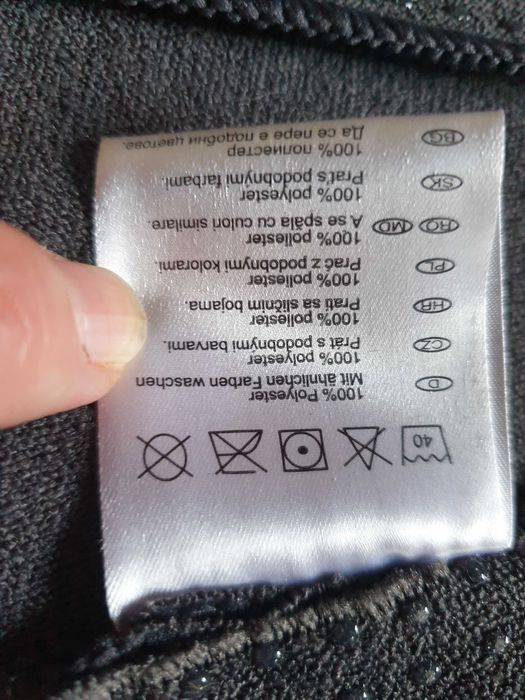 40
D 100% Polyester
Mit ähnlichen Farben waschen
CZ 100% polyester
Prát s podobnými barvami.
HR 100% poliester
Prati sa sličnim bojama.
PL 100% poliester
Prać z podobnymi kolorami.
RO MD 100% poliester
A se spăla cu culori similare.
SK 100% polyester
Prať s podobnými farbami.
BG 100% полиестер
Да се пере с подобни цветове.